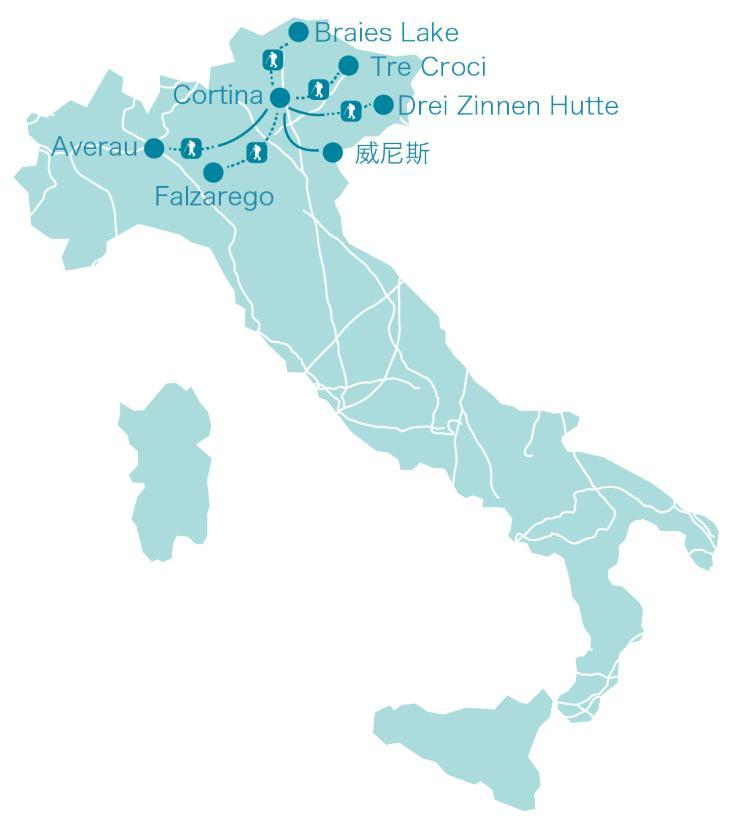 Braies Lake
Tre Croci
Cortina
Drei Zinnen Hutte
Averau
威尼斯
Falzarego